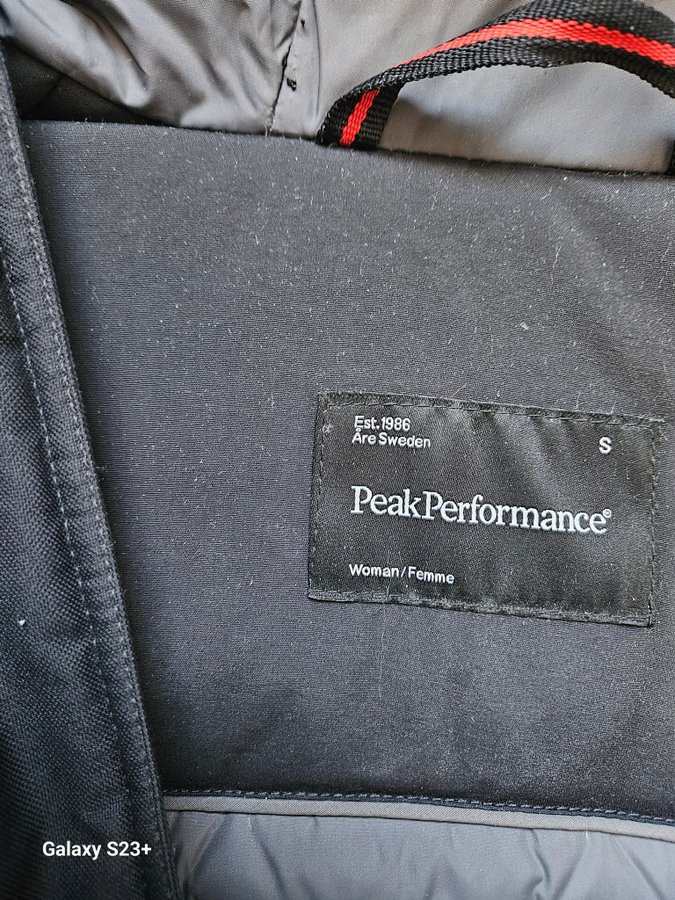 Est.1986
Åre Sweden
S
PeakPerformance®
Woman/Femme
Galaxy S23+